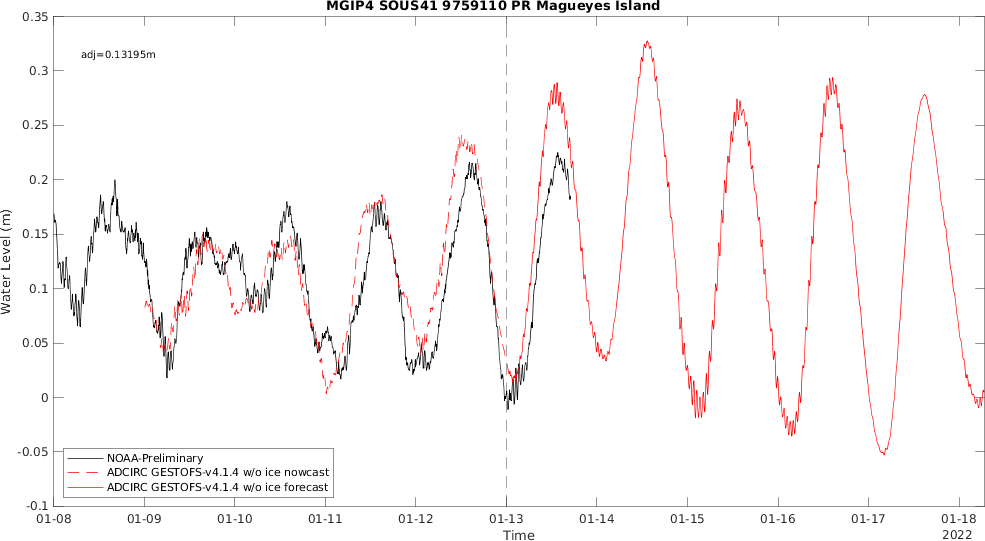 MGIP4 SOUS41 9759110 PR Magueyes Island
adj=0.13195m
Water Level (m)
0.35
0.3
0.25
0.2
0.15
0.1
0.05
0
-0.05
-0.1
NOAA-Preliminary
ADCIRC GESTOFS-v4.1.4 w/o ice nowcast
ADCIRC GESTOFS-v4.1.4 w/o ice forecast
01-08 01-09 01-10 01-11 01-12 01-13 01-14 01-15 01-16 01-17 01-18
Time
2022